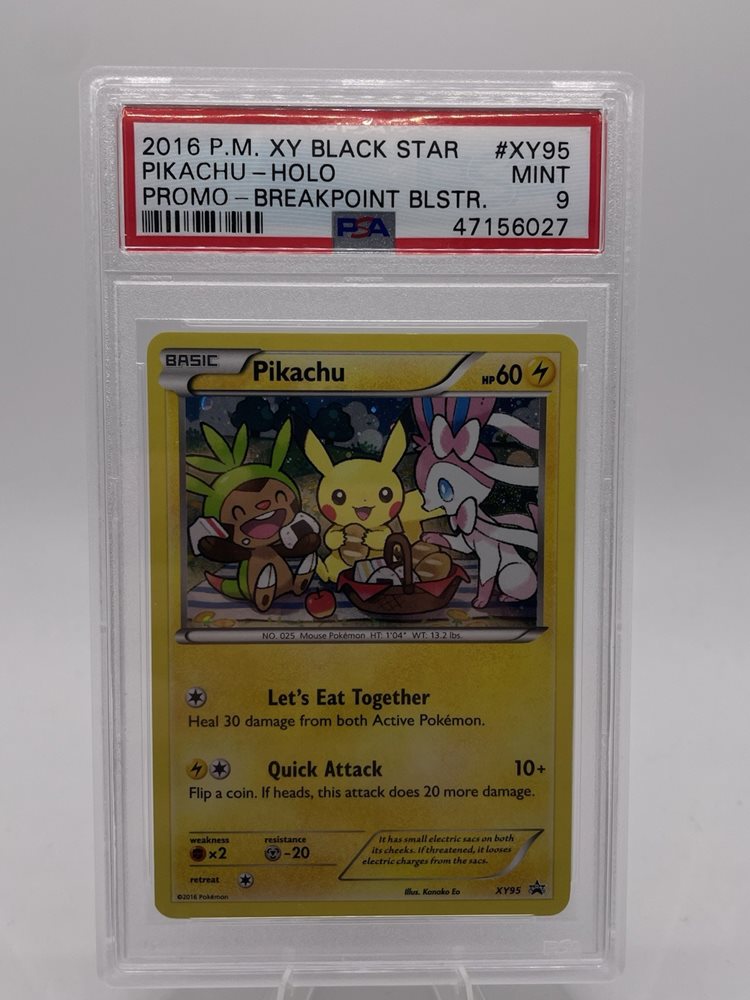 2016 P.M. XY BLACK STAR #XY95
PIKACHU - HOLO MINT
PROMO - BREAKPOINT BLSTR. 9
PSA 47156027
BASIC Pikachu HP60
NO. 025 Mouse Pokémon HT: 1'04" WT: 13.2 lbs.
Let's Eat Together
Heal 30 damage from both Active Pokémon.
Quick Attack 10+
Flip a coin. If heads, this attack does 20 more damage.
weakness resistance
×2 -20
It has small electric sacs on both
its cheeks. If threatened, it looses
electric charges from the sacs.
retreat
Illus. Kanako Eo XY95
©2016 Pokémon